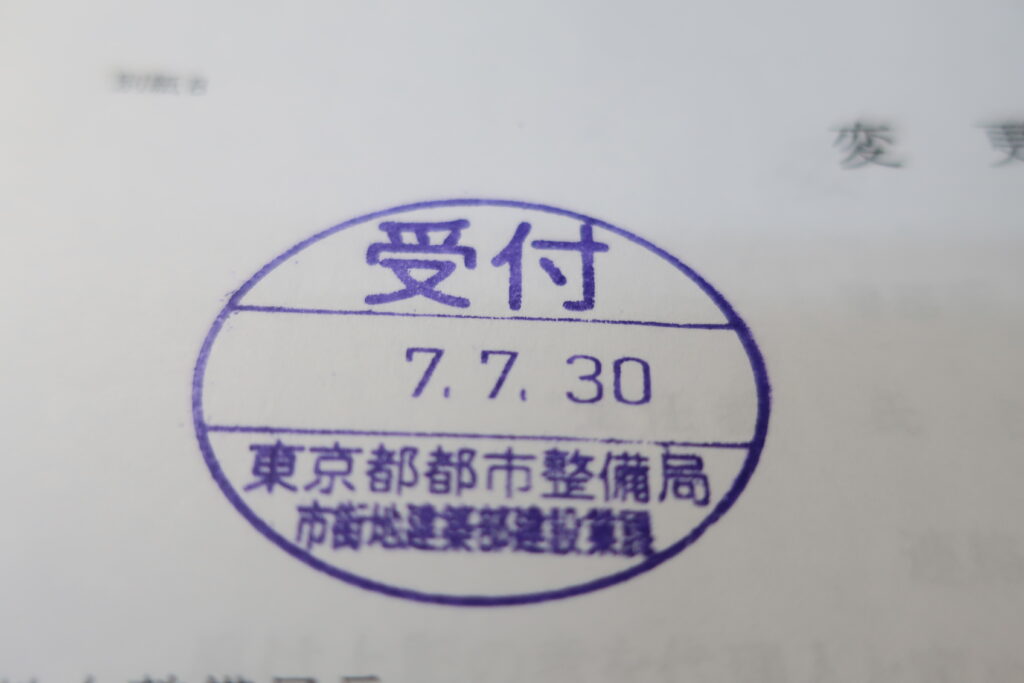 変更
受付
7.7.30
東京都都市整備局
市街地建築部建設業課